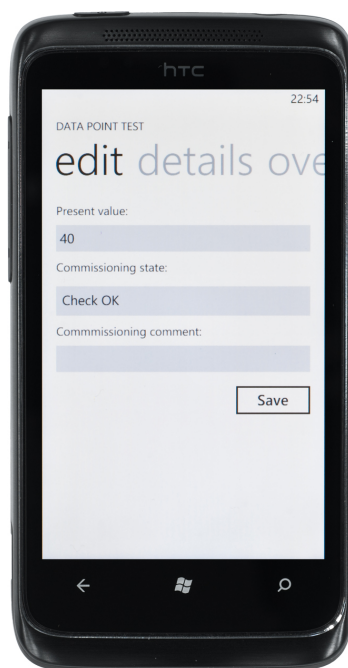 hTC
22:54
DATA POINT TEST
edit details ove
Present value:
40
Commissioning state:
Check OK
Commmissioning comment:
Save